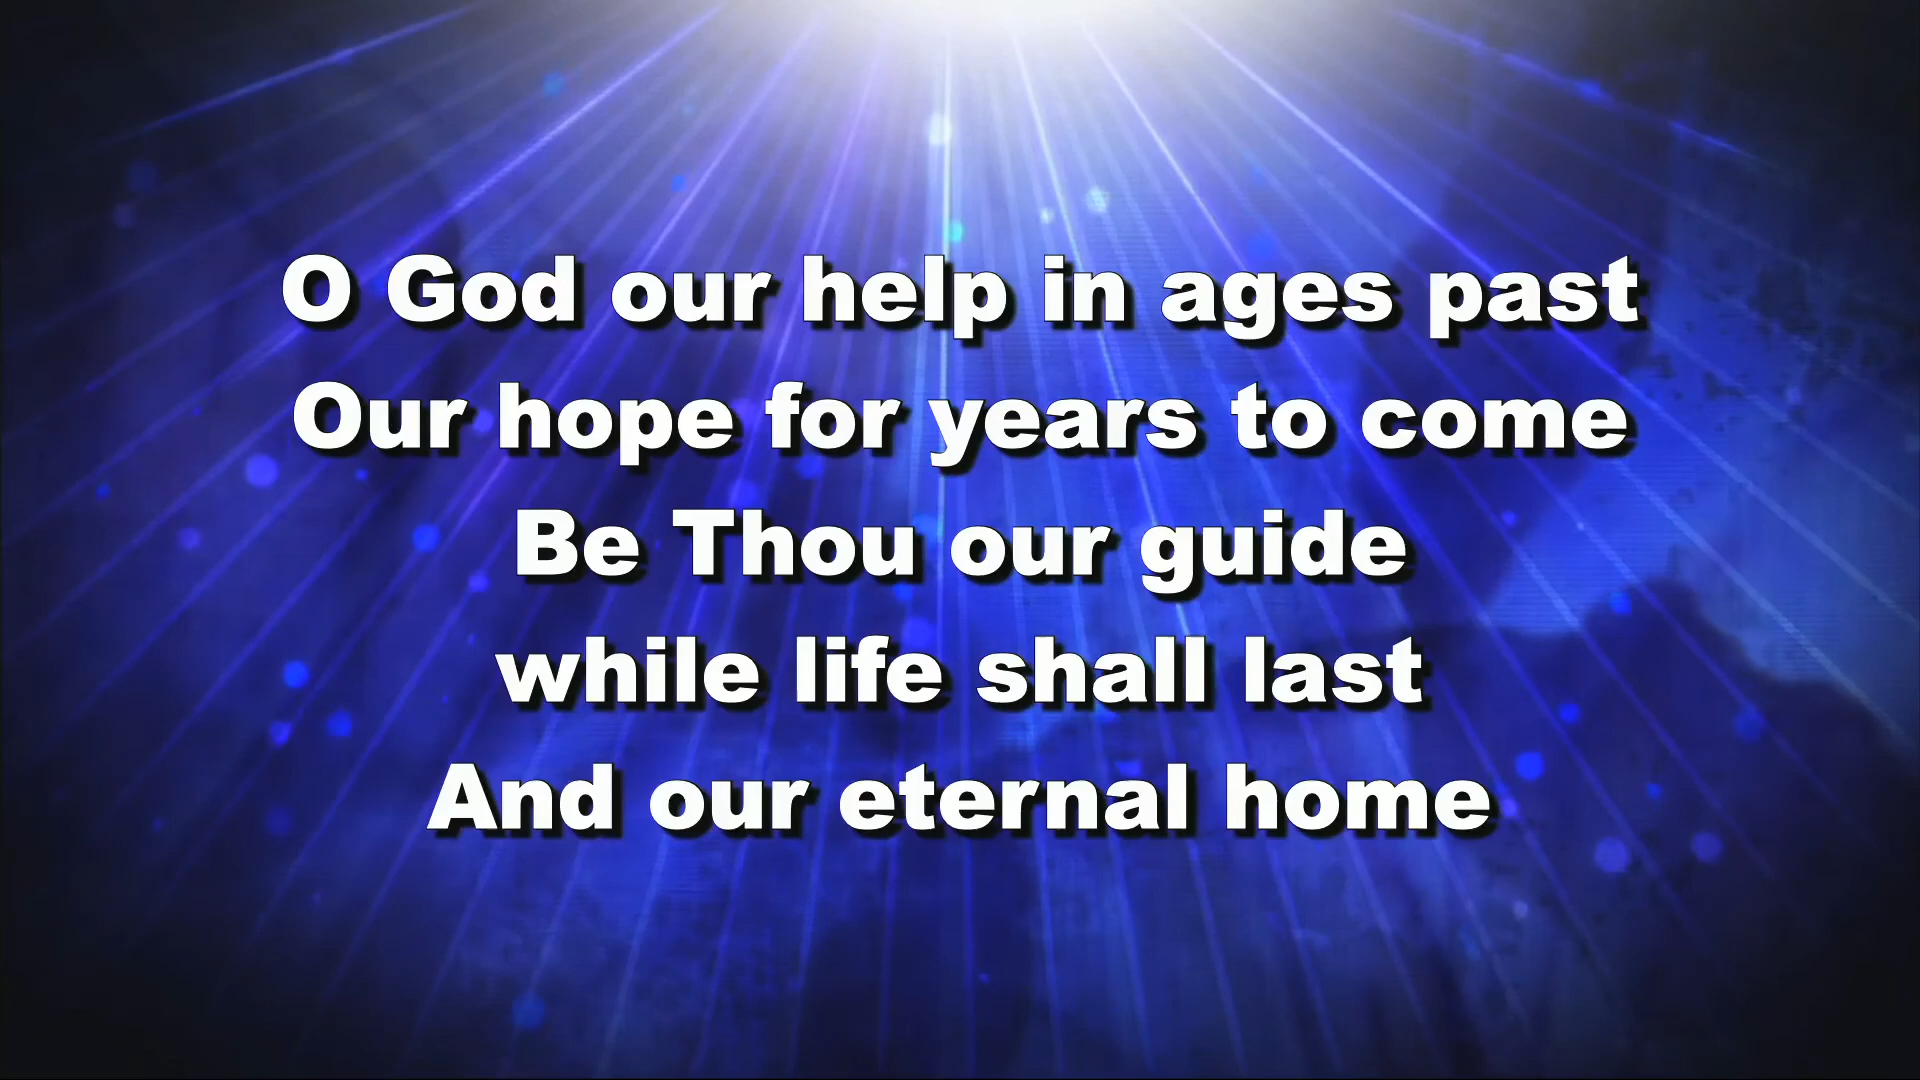 O God our help in ages past
Our hope for years to come
Be Thou our guide
while life shall last
And our eternal home